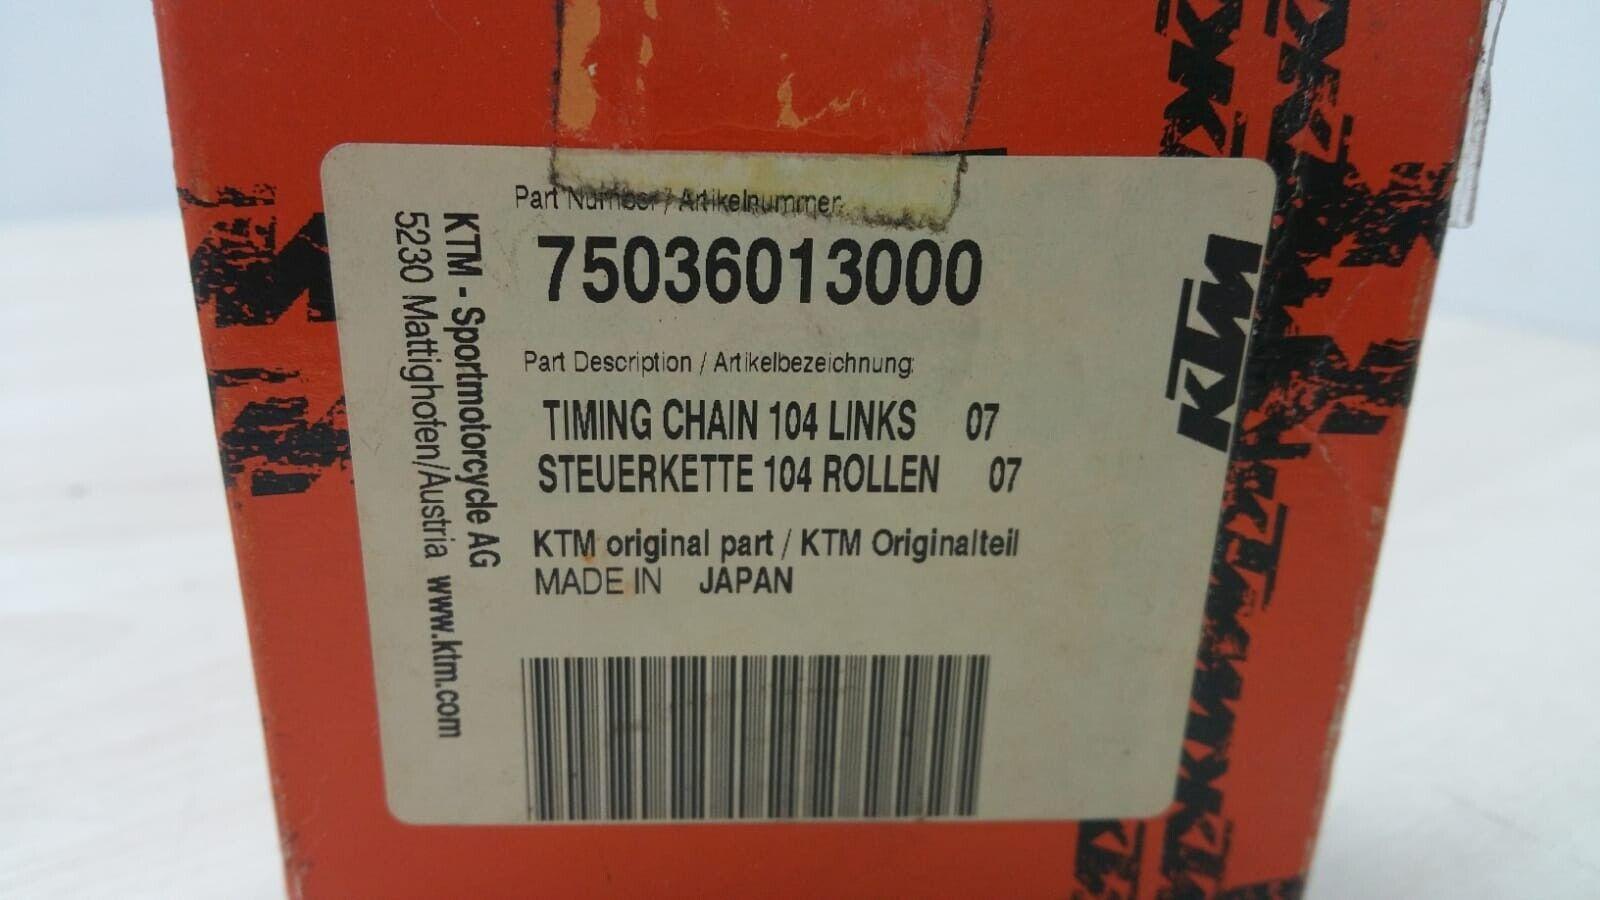 Part Number / Artikelnummer:
75036013000
Part Description / Artikelbezeichnung:
TIMING CHAIN 104 LINKS 07
STEUERKETTE 104 ROLLEN 07
KTM original part / KTM Originalteil
MADE IN JAPAN
KTM - Sportmotorcycle AG
5230 Mattighofen/Austria www.ktm.com
KTM